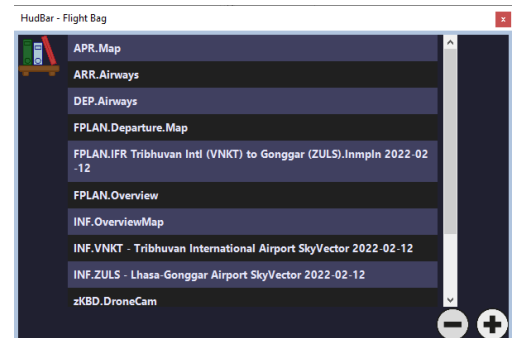 HudBar - Flight Bag
x
APR.Map
ARR.Airways
DEP.Airways
FPLAN.Departure.Map
FPLAN.IFR Tribhuvan Intl (VNKT) to Gonggar (ZULS).lnmpln 2022-02
-12
FPLAN.Overview
INF.OverviewMap
INF.VNKT - Tribhuvan International Airport SkyVector 2022-02-12
INF.ZULS - Lhasa-Gonggar Airport SkyVector 2022-02-12
zKBD.DroneCam